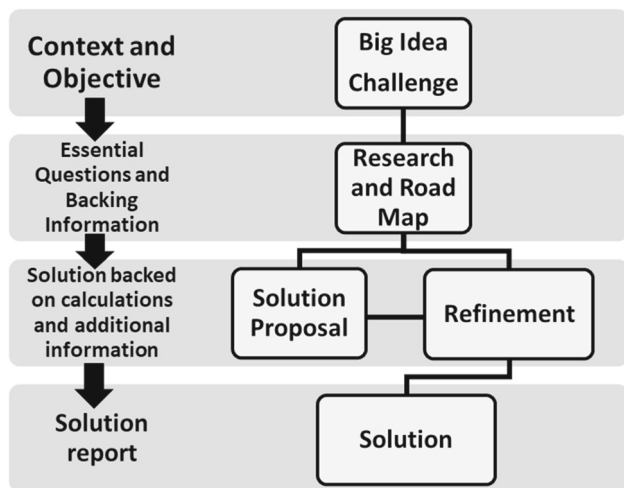 Context and
Objective
Big Idea
Challenge
Essential
Questions and
Backing
Information
Research
and Road
Map
Solution backed
on calculations
and additional
information
Solution
Proposal
Refinement
Solution
report
Solution